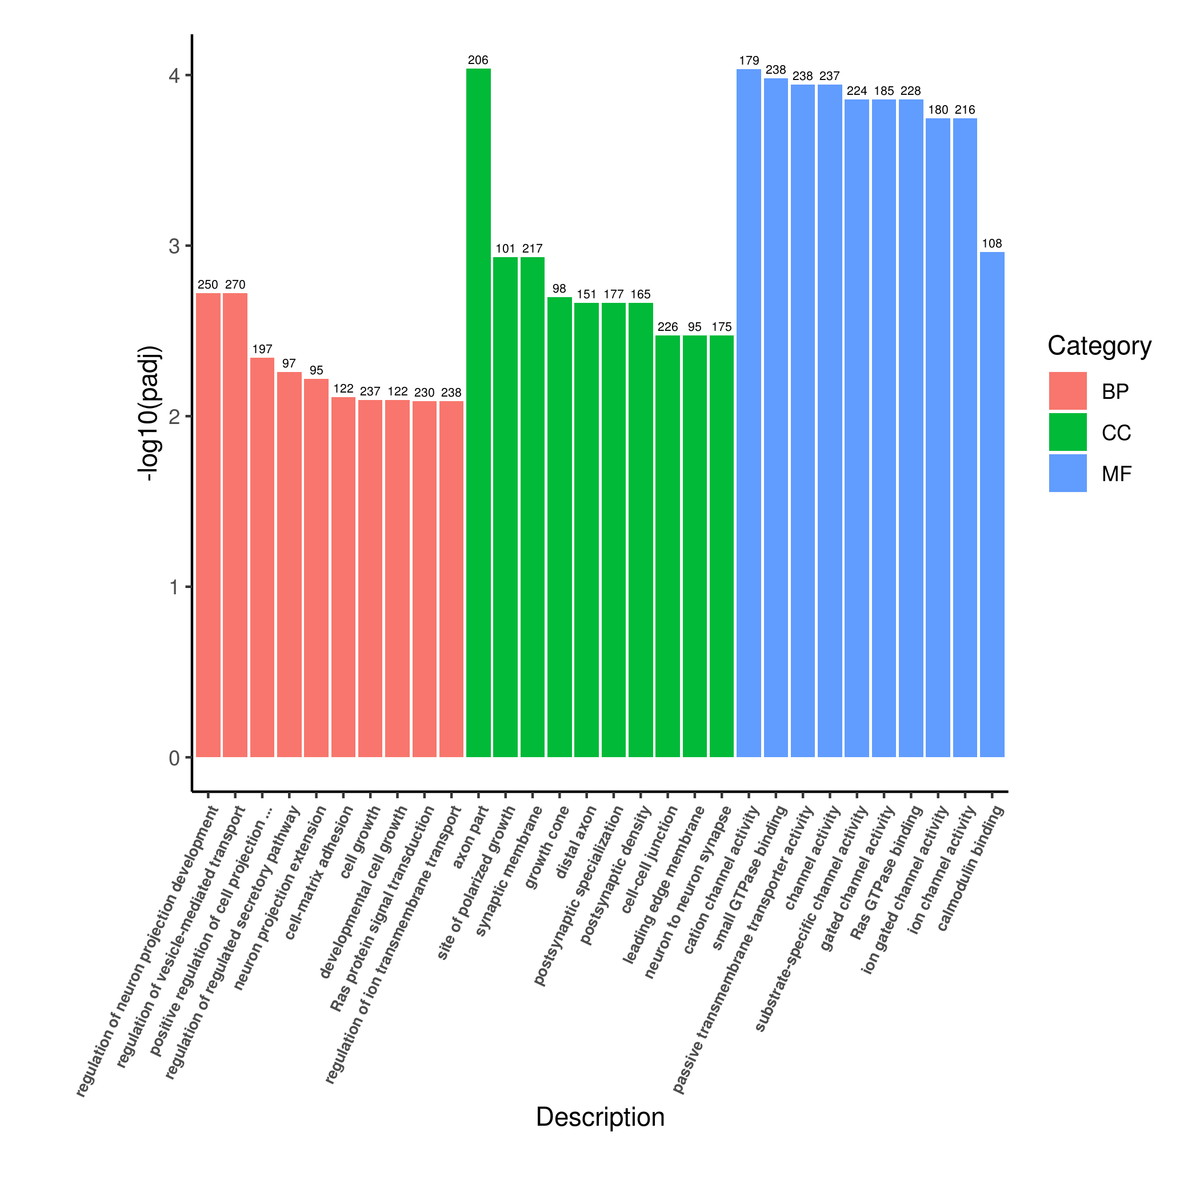 206
179
238
238
237
224
185
228
180
216
101
217
108
250
270
98
151
177
165
226
95
175
197
97
95
122
237
122
230
238
4
3
2
1
0
-log10(padj)
Category
BP
CC
MF
regulation of neuron projection development
regulation of vesicle-mediated transport
positive regulation of cell projection ...
regulation of regulated secretory pathway
neuron projection extension
cell-matrix adhesion
cell growth
developmental cell growth
Ras protein signal transduction
regulation of ion transmembrane transport
axon part
site of polarized growth
synaptic membrane
growth cone
distal axon
postsynaptic specialization
postsynaptic density
cell-cell junction
leading edge membrane
neuron to neuron synapse
cation channel activity
small GTPase binding
passive transmembrane transporter activity
channel activity
substrate-specific channel activity
gated channel activity
Ras GTPase binding
ion gated channel activity
ion channel activity
calmodulin binding
Description